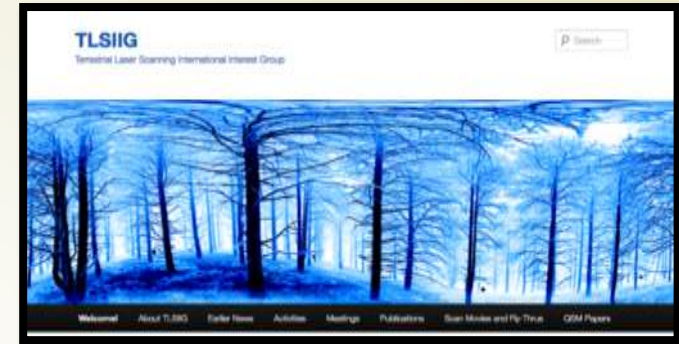 TLSIIG
Terrestrial Laser Scanning International Interest Group
Search
Welcome! About TLSIIG Earlier News Activities Meetings Publications Scan Movies and Fly-Thrus QSM Papers